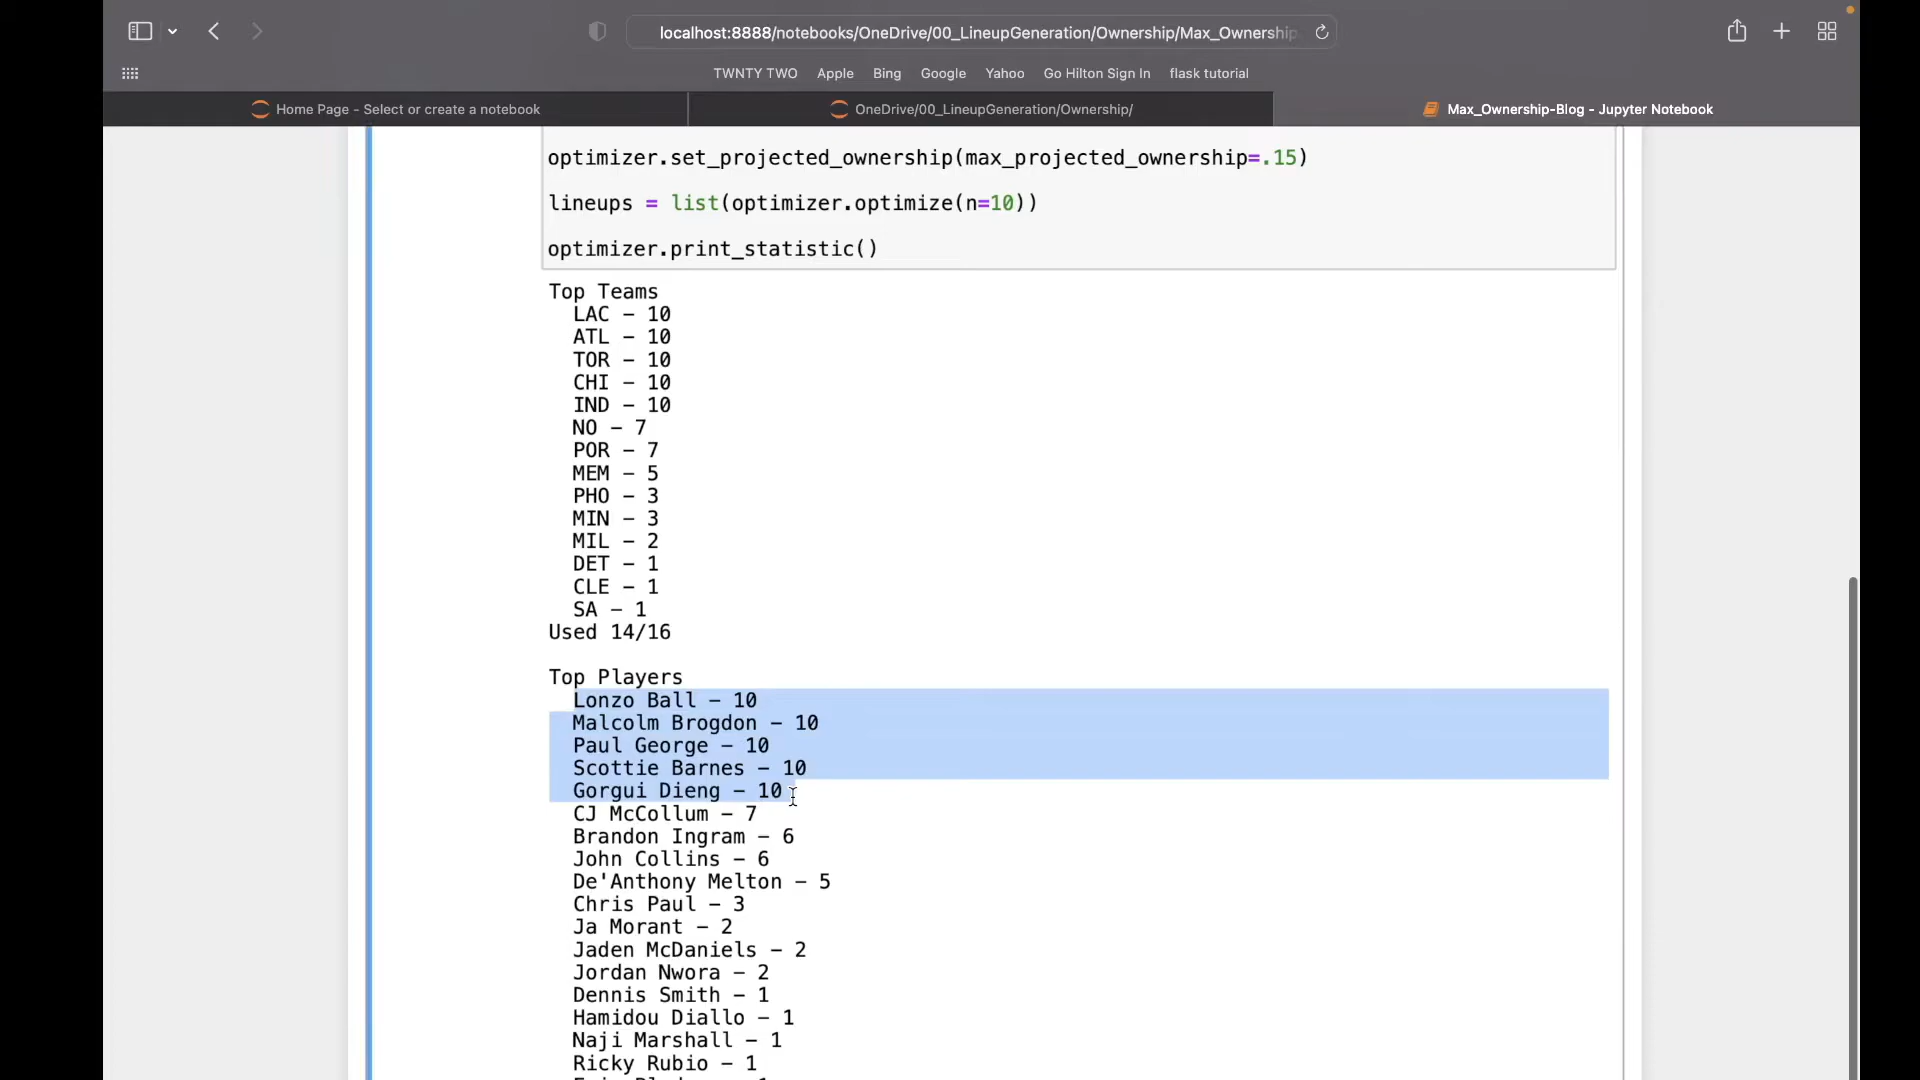 localhost:8888/notebooks/OneDrive/00_LineupGeneration/Ownership/Max_Ownership
TWNTY TWO Apple Bing Google Yahoo Go Hilton Sign In flask tutorial
Home Page - Select or create a notebook OneDrive/00_LineupGeneration/Ownership/ Max_Ownership-Blog - Jupyter Notebook
optimizer.set_projected_ownership(max_projected_ownership=.15)
lineups = list(optimizer.optimize(n=10))
optimizer.print_statistic()
Top Teams
LAC – 10
ATL – 10
TOR – 10
CHI – 10
IND – 10
NO – 7
POR – 7
MEM – 5
PHO – 3
MIN – 3
MIL – 2
DET – 1
CLE – 1
SA – 1
Used 14/16
Top Players
Lonzo Ball – 10
Malcolm Brogdon – 10
Paul George – 10
Scottie Barnes – 10
Gorgui Dieng – 10
CJ McCollum – 7
Brandon Ingram – 6
John Collins – 6
De'Anthony Melton – 5
Chris Paul – 3
Ja Morant – 2
Jaden McDaniels – 2
Jordan Nwora – 2
Dennis Smith – 1
Hamidou Diallo – 1
Naji Marshall – 1
Ricky Rubio – 1